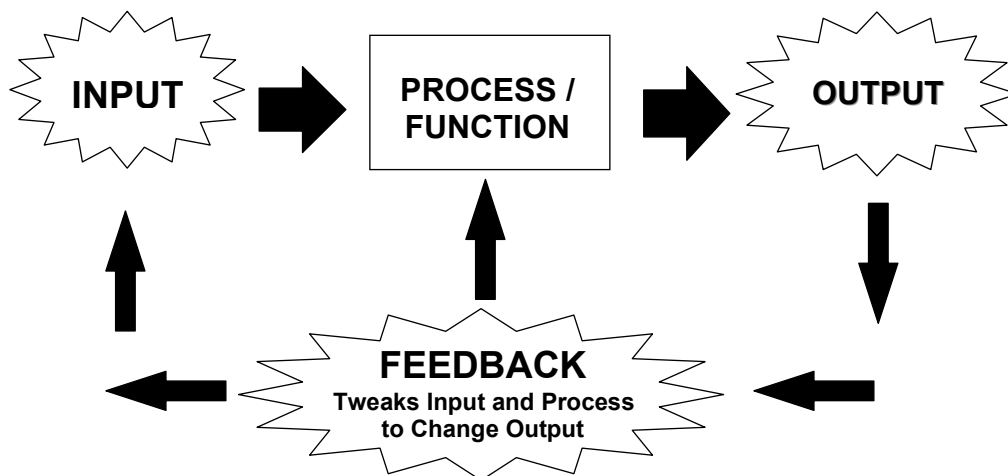 INPUT
PROCESS /
FUNCTION
OUTPUT
FEEDBACK
Tweaks Input and Process
to Change Output